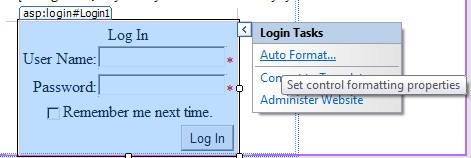 asp:login#Login1
Log In
User Name: *
Password: *
Remember me next time.
Log In
<
Login Tasks
Auto Format...
Set control formatting properties
Administer Website